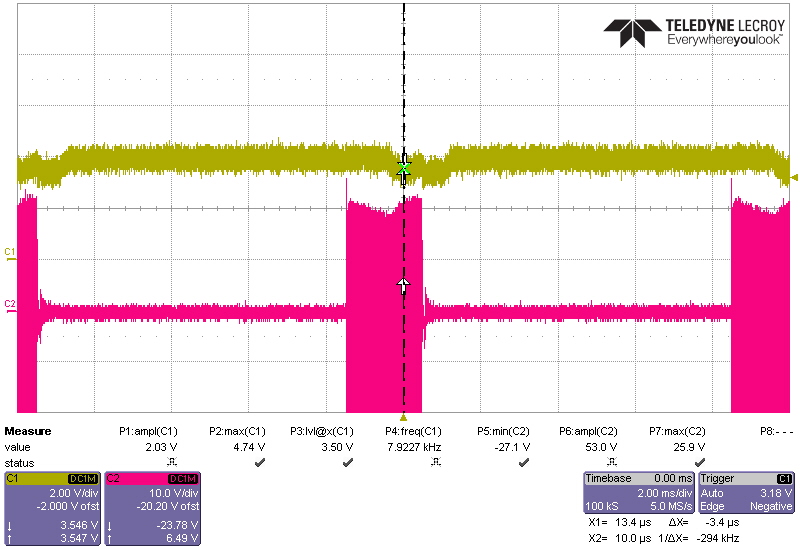 TELEDYNE LECROY
Everywhereyoulook™
C1
C2
Measure P1:ampl(C1) P2:max(C1) P3:lvl@x(C1) P4:freq(C1) P5:min(C2) P6:ampl(C2) P7:max(C2) P8:- - -
value 2.03 V 4.74 V 3.50 V 7.9227 kHz -27.1 V 53.0 V 25.9 V
status
C1 DC1M
2.00 V/div
-2.000 V ofst
↓ 3.546 V
↑ 3.547 V
C2 DC1M
10.0 V/div
-20.20 V ofst
↓ -23.78 V
↑ 6.49 V
Timebase 0.00 ms
2.00 ms/div
100 kS 5.0 MS/s
Trigger C1
Auto 3.18 V
Edge Negative
X1= 13.4 µs ΔX= -3.4 µs
X2= 10.0 µs 1/ΔX= -294 kHz